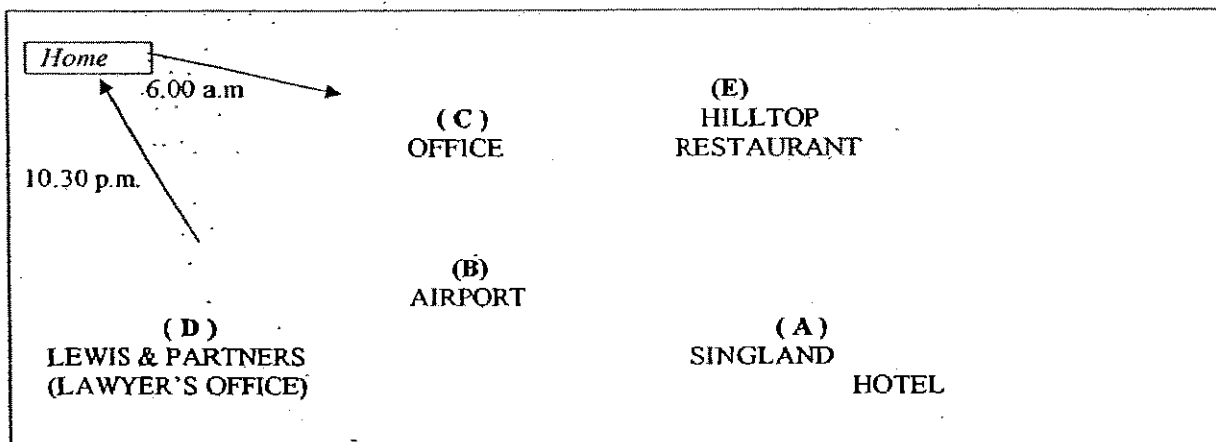 Home
6.00 a.m
10.30 p.m.
( C )
OFFICE
(E)
HILLTOP
RESTAURANT
(B)
AIRPORT
( D )
LEWIS & PARTNERS
(LAWYER'S OFFICE)
( A )
SINGLAND
HOTEL